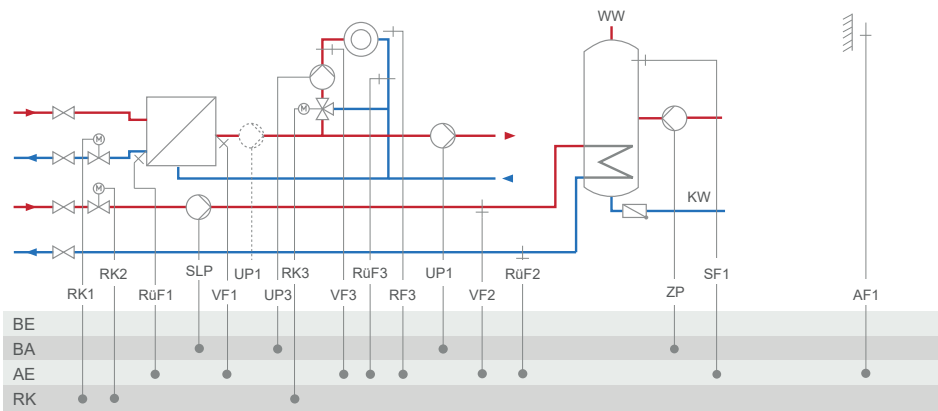 WW
M
M
M
KW
RK1
RK2
RüF1
SLP
VF1
UP1
UP3
RK3
VF3
RüF3
RF3
UP1
VF2
RüF2
ZP
SF1
AF1
BE
BA
AE
RK